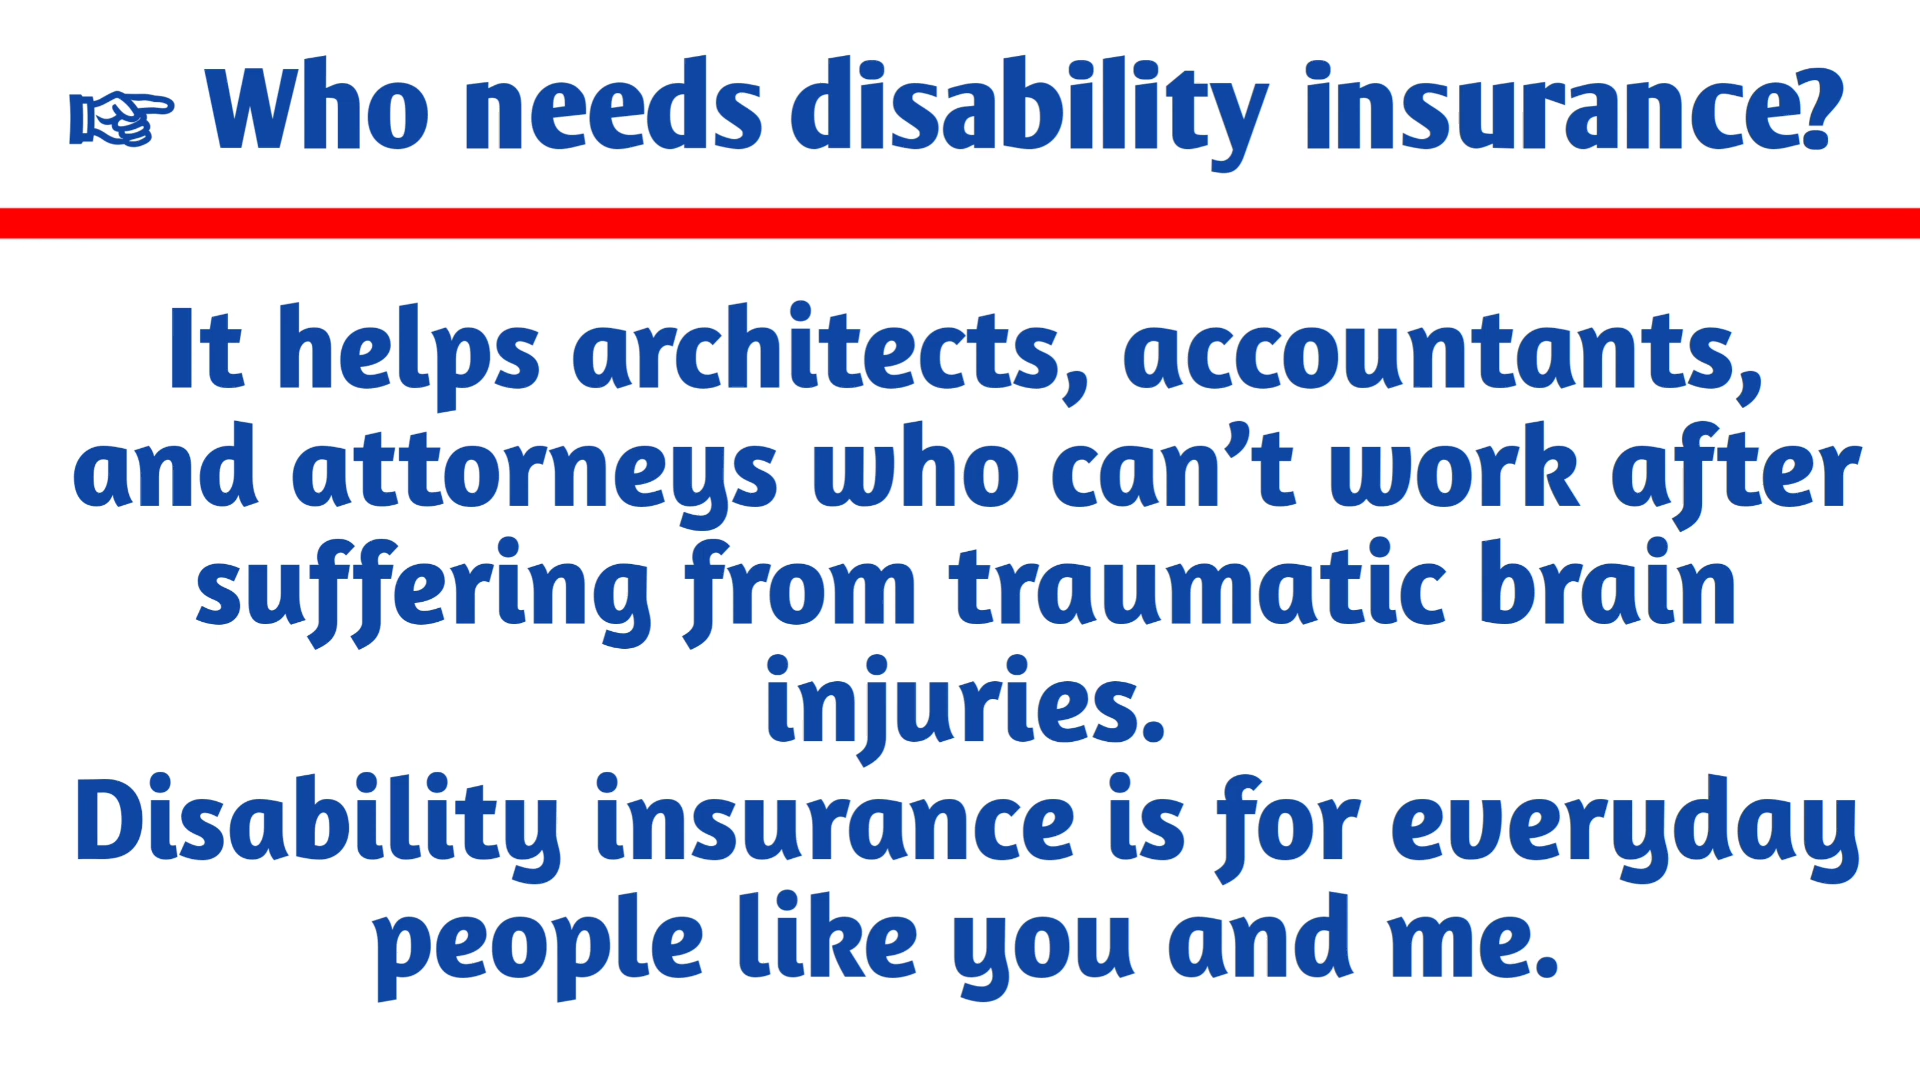 ☞ Who needs disability insurance?
It helps architects, accountants,
and attorneys who can’t work after
suffering from traumatic brain
injuries.
Disability insurance is for everyday
people like you and me.